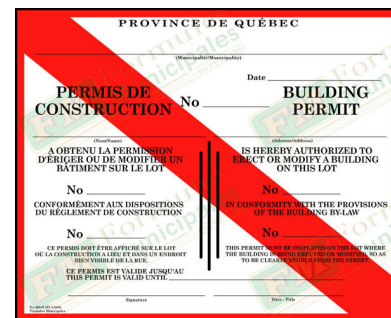 PROVINCE DE QUÉBEC
(Municipalité/Municipality)
Date
PERMIS DE CONSTRUCTION No BUILDING PERMIT
(Nom/Name) (Adresse/Address)
A OBTENU LA PERMISSION
D'ÉRIGER OU DE MODIFIER UN
BÂTIMENT SUR LE LOT
No
CONFORMÉMENT AUX DISPOSITIONS
DU RÈGLEMENT DE CONSTRUCTION
No
CE PERMIS DOIT ÊTRE AFFICHÉ SUR LE LOT
OÙ LA CONSTRUCTION A LIEU ET DANS UN ENDROIT
BIEN VISIBLE DE LA RUE.
IS HEREBY AUTHORIZED TO
ERECT OR MODIFY A BUILDING
ON THIS LOT
No
IN CONFORMITY WITH THE PROVISIONS
OF THE BUILDING BY-LAW
No
THIS PERMIT MUST BE DISPLAYED ON THE LOT WHERE
THE BUILDING IS BEING ERECTED OR MODIFIED, SO AS
TO BE CLEARLY VISIBLE FROM THE STREET
CE PERMIS EST VALIDE JUSQU'AU
THIS PERMIT IS VALID UNTIL
Signature Titre - Title
Formules Municipales